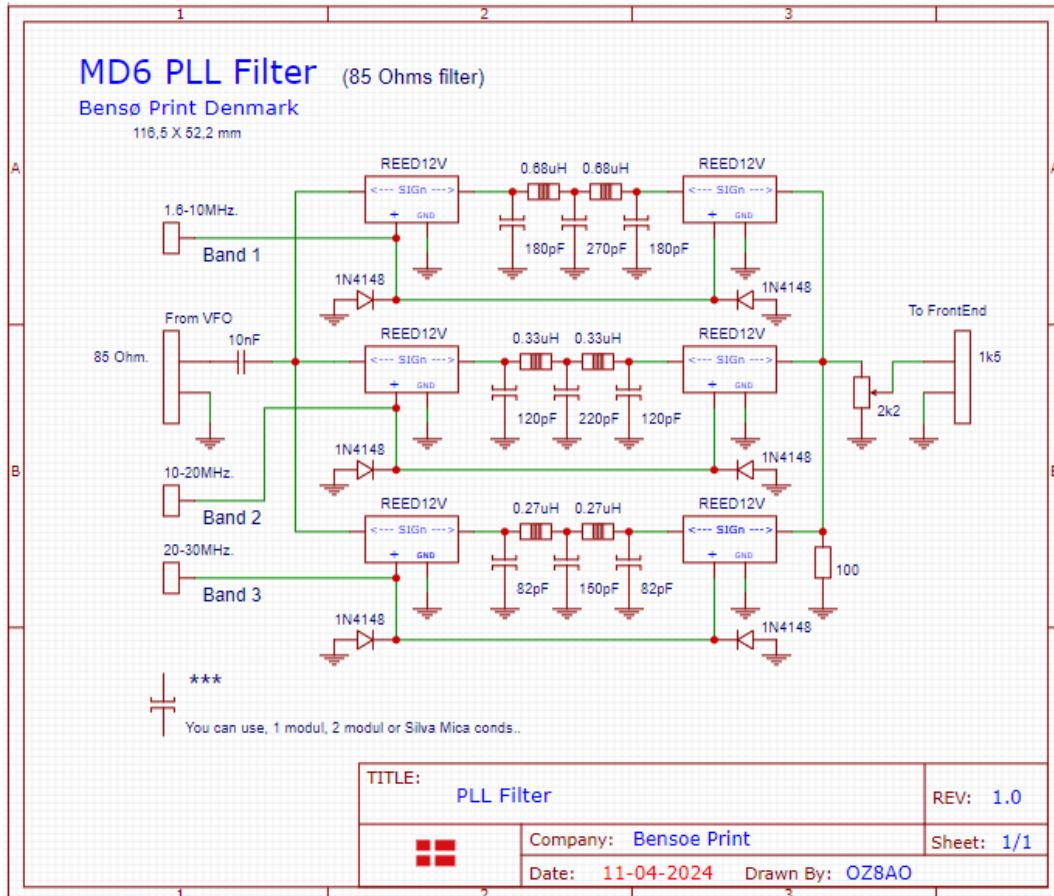 1 2 3
MD6 PLL Filter (85 Ohms filter)
Bensø Print Denmark
116,5 X 52,2 mm
A
REED12V 0.68uH 0.68uH REED12V
<--- SIGn ---> <--- SIGn --->
+ GND + GND
1.6-10MHz.
Band 1
180pF 270pF 180pF
1N4148 1N4148
From VFO
10nF
85 Ohm.
To FrontEnd
1k5
REED12V 0.33uH 0.33uH REED12V
<--- SIGn ---> <--- SIGn --->
+ GND + GND
2k2
120pF 220pF 120pF
1N4148 1N4148
B
10-20MHz.
Band 2
REED12V 0.27uH 0.27uH REED12V
<--- SIGn ---> <--- SIGn --->
+ GND + GND
20-30MHz.
Band 3
82pF 150pF 82pF
100
1N4148 1N4148
***
You can use, 1 modul, 2 modul or Silva Mica conds..
TITLE:
PLL Filter
REV: 1.0
Company: Bensoe Print
Sheet: 1/1
Date: 11-04-2024 Drawn By: OZ8AO
1 2 3